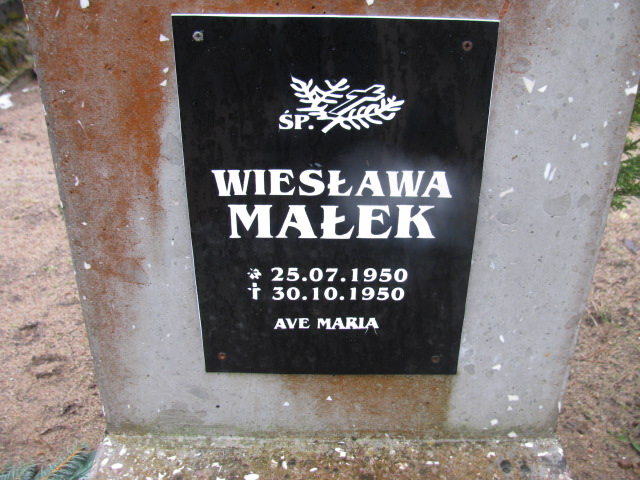 ŚP.
WIESŁAWA
MAŁEK
* 25.07.1950
† 30.10.1950
AVE MARIA